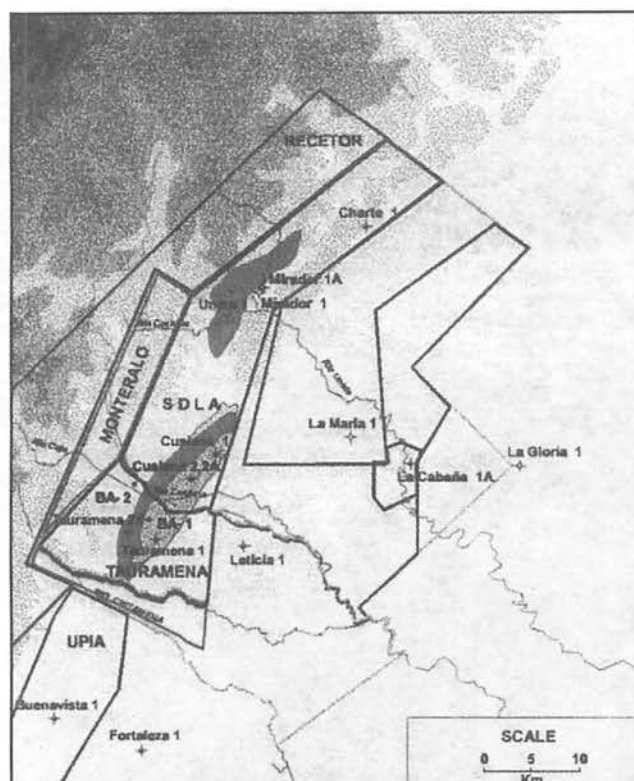 RECETOR
Charte 1
Mirador 1A
Mirador 1
MONTERALO
SDLA
La María 1
La Gloria 1
Cusiana 1
Cusiana 2,2A
La Cabaña 1A
BA-2
BA-1
Tauramena 1
Leticia 1
TAURAMENA
UPIA
Buenavista 1
Fortaleza 1
SCALE
0 5 10
Km